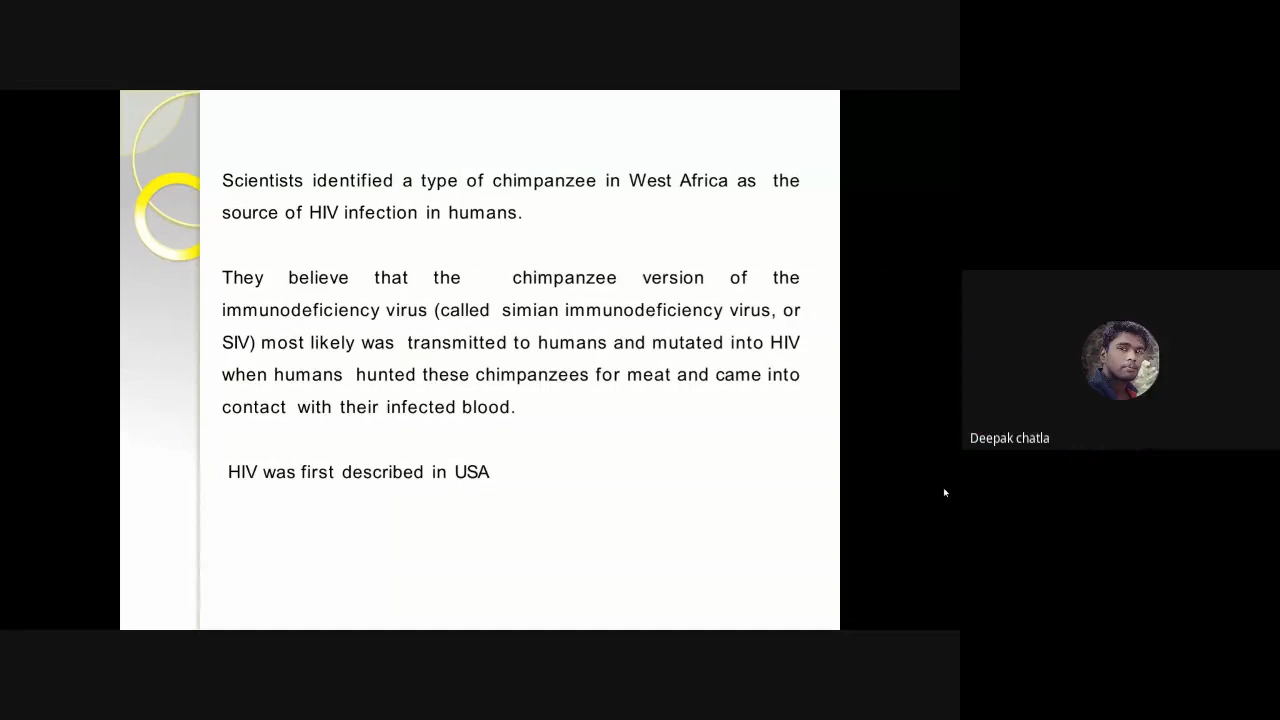 Scientists identified a type of chimpanzee in West Africa as the
source of HIV infection in humans.
They believe that the chimpanzee version of the
immunodeficiency virus (called simian immunodeficiency virus, or
SIV) most likely was transmitted to humans and mutated into HIV
when humans hunted these chimpanzees for meat and came into
contact with their infected blood.
HIV was first described in USA
Deepak chatla